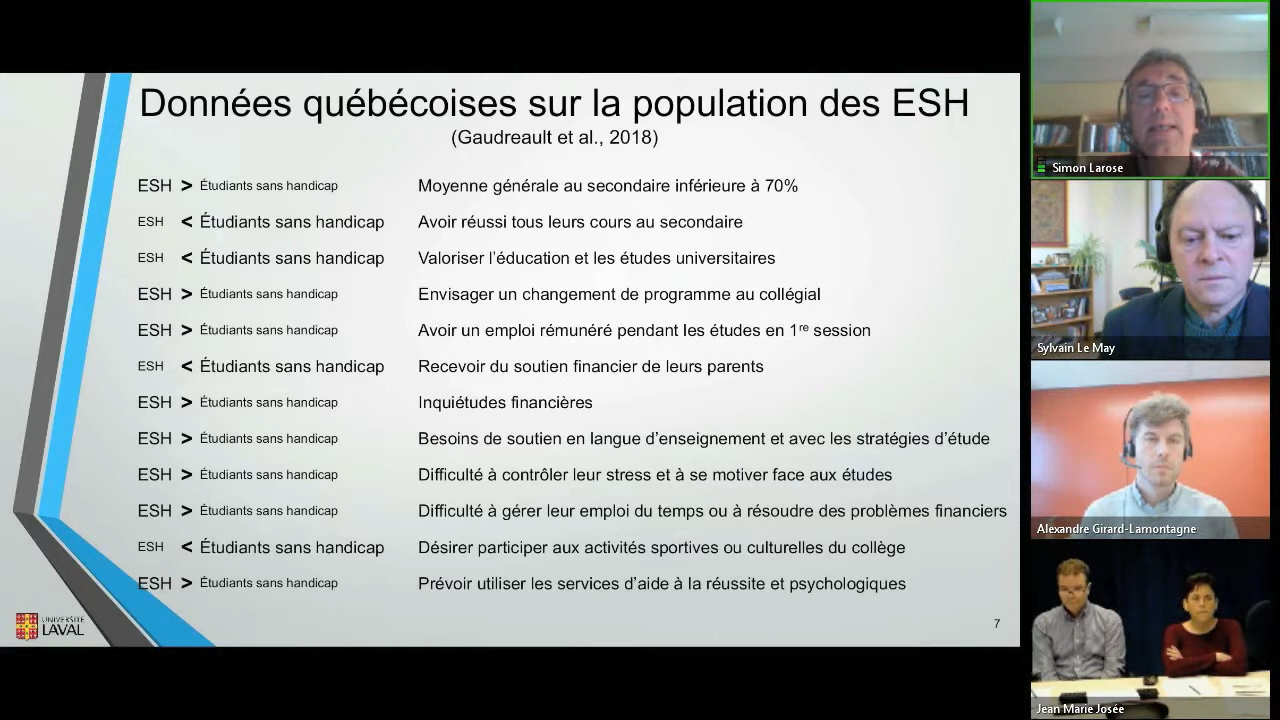 Données québécoises sur la population des ESH
(Gaudreault et al., 2018)
ESH > Étudiants sans handicap Moyenne générale au secondaire inférieure à 70%
ESH < Étudiants sans handicap Avoir réussi tous leurs cours au secondaire
ESH < Étudiants sans handicap Valoriser l’éducation et les études universitaires
ESH > Étudiants sans handicap Envisager un changement de programme au collégial
ESH > Étudiants sans handicap Avoir un emploi rémunéré pendant les études en 1re session
ESH < Étudiants sans handicap Recevoir du soutien financier de leurs parents
ESH > Étudiants sans handicap Inquiétudes financières
ESH > Étudiants sans handicap Besoins de soutien en langue d’enseignement et avec les stratégies d’étude
ESH > Étudiants sans handicap Difficulté à contrôler leur stress et à se motiver face aux études
ESH > Étudiants sans handicap Difficulté à gérer leur emploi du temps ou à résoudre des problèmes financiers
ESH < Étudiants sans handicap Désirer participer aux activités sportives ou culturelles du collège
ESH > Étudiants sans handicap Prévoir utiliser les services d’aide à la réussite et psychologiques
UNIVERSITÉ
LAVAL
7
Simon Larose
Sylvain Le May
Alexandre Girard-Lamontagne
Jean Marie Josée